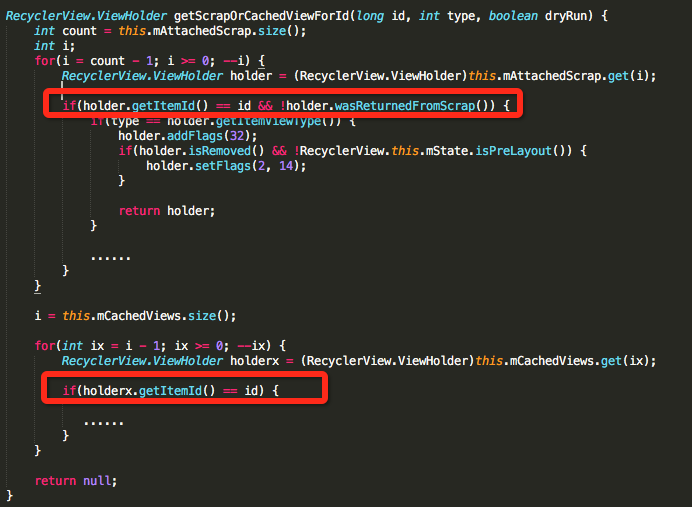 RecyclerView.ViewHolder getScrapOrCachedViewForId(long id, int type, boolean dryRun) {
int count = this.mAttachedScrap.size();
int i;
for(i = count - 1; i >= 0; --i) {
RecyclerView.ViewHolder holder = (RecyclerView.ViewHolder)this.mAttachedScrap.get(i);
if(holder.getItemId() == id && !holder.wasReturnedFromScrap()) {
if(type == holder.getItemViewType()) {
holder.addFlags(32);
if(holder.isRemoved() && !RecyclerView.this.mState.isPreLayout()) {
holder.setFlags(2, 14);
}
return holder;
}
......
}
}
i = this.mCachedViews.size();
for(int ix = i - 1; ix >= 0; --ix) {
RecyclerView.ViewHolder holderx = (RecyclerView.ViewHolder)this.mCachedViews.get(ix);
if(holderx.getItemId() == id) {
......
}
}
return null;
}